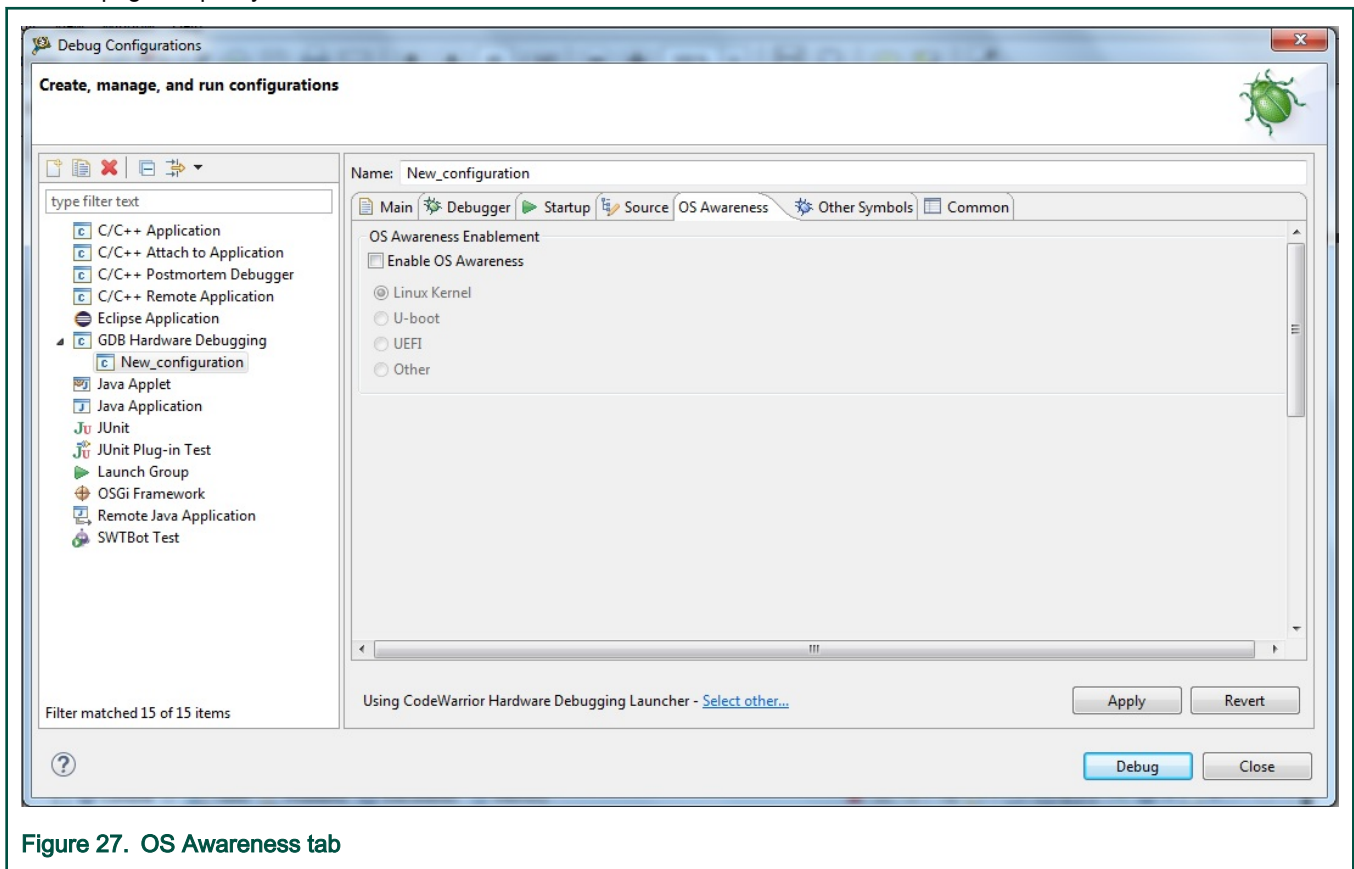 Debug Configurations
Create, manage, and run configurations
Name: New_configuration
type filter text
Main Debugger Startup Source OS Awareness Other Symbols Common
C/C++ Application
C/C++ Attach to Application
C/C++ Postmortem Debugger
C/C++ Remote Application
Eclipse Application
GDB Hardware Debugging
New_configuration
Java Applet
Java Application
JUnit
JUnit Plug-in Test
Launch Group
OSGi Framework
Remote Java Application
SWTBot Test
Filter matched 15 of 15 items
OS Awareness Enablement
Enable OS Awareness
Linux Kernel
U-boot
UEFI
Other
Using CodeWarrior Hardware Debugging Launcher - Select other...
Apply Revert
Debug Close
Figure 27. OS Awareness tab